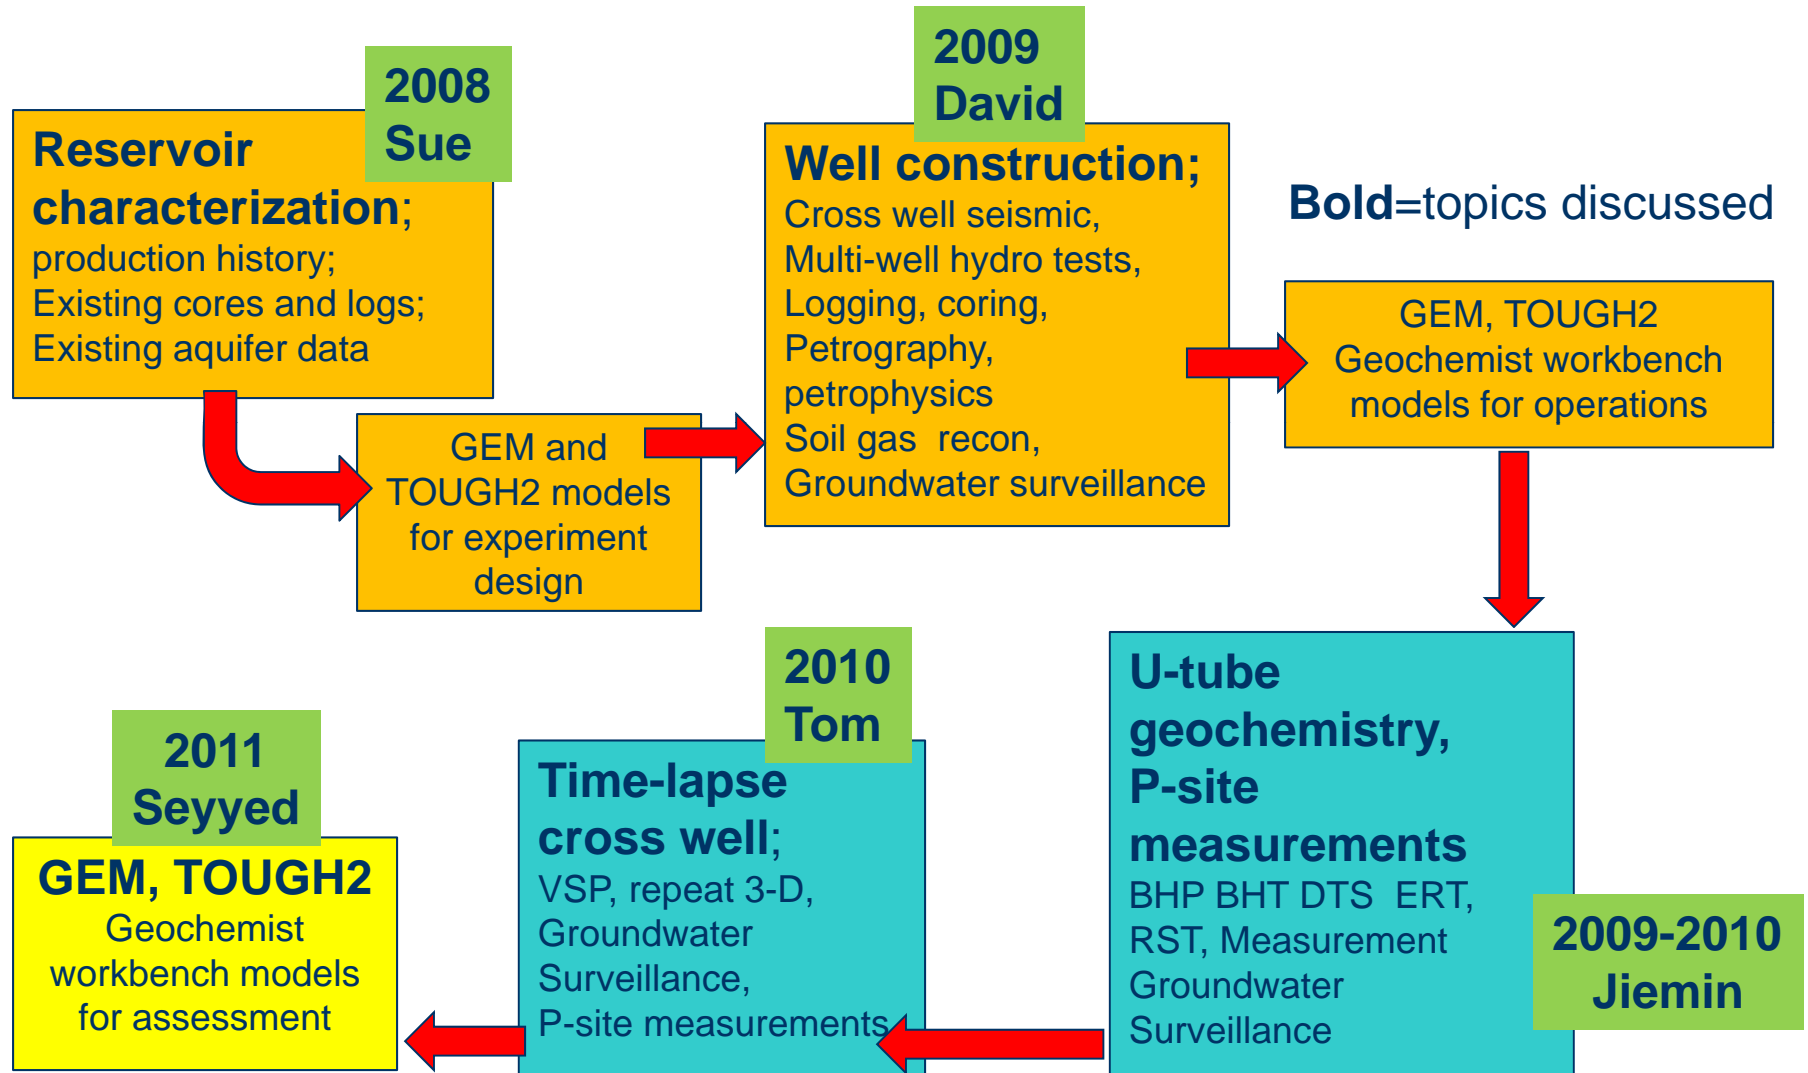 2008
Sue
Reservoir
characterization;
production history;
Existing cores and logs;
Existing aquifer data
GEM and
TOUGH2 models
for experiment
design
2009
David
Well construction;
Cross well seismic,
Multi-well hydro tests,
Logging, coring,
Petrography,
petrophysics
Soil gas recon,
Groundwater surveillance
Bold=topics discussed
GEM, TOUGH2
Geochemist workbench
models for operations
U-tube
geochemistry,
P-site
measurements
BHP BHT DTS ERT,
RST, Measurement
Groundwater
Surveillance
2009-2010
Jiemin
2010
Tom
Time-lapse
cross well;
VSP, repeat 3-D,
Groundwater
Surveillance,
P-site measurements
2011
Seyyed
GEM, TOUGH2
Geochemist
workbench models
for assessment